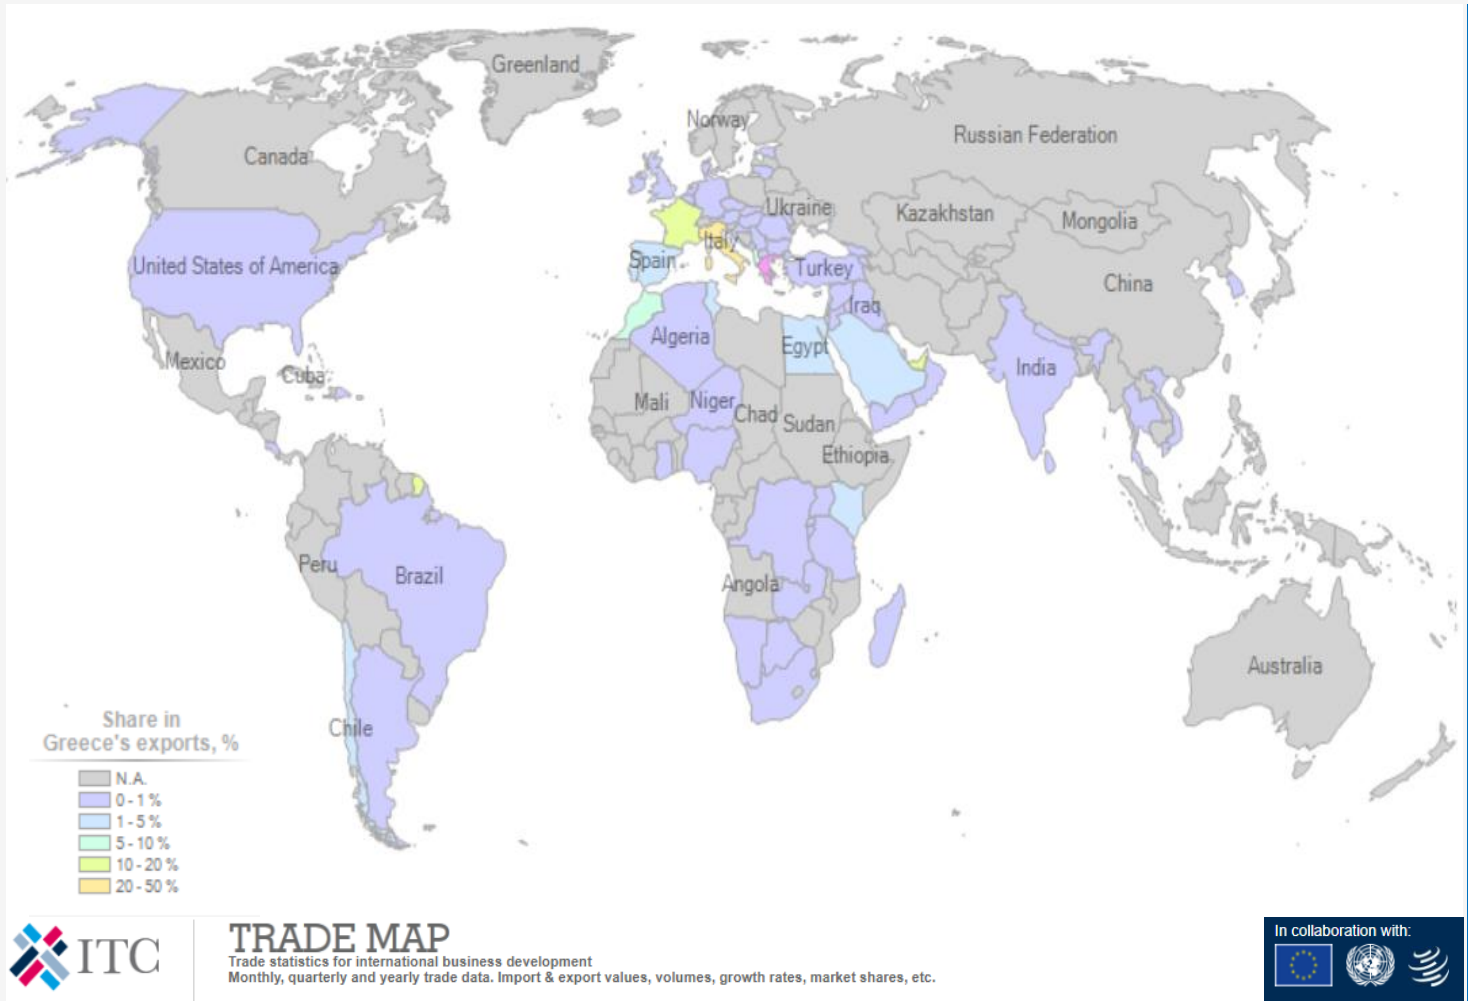 Greenland
Norway
Russian Federation
Canada
Ukraine
Kazakhstan
Mongolia
Italy
United States of America
Spain
Turkey
China
Iraq
Algeria
Egypt
Mexico
Cuba
India
Mali
Niger
Chad
Sudan
Ethiopia
Peru
Brazil
Angola
Australia
Chile
Share in
Greece's exports, %
N.A.
0 - 1 %
1 - 5 %
5 - 10 %
10 - 20 %
20 - 50 %
ITC
TRADE MAP
Trade statistics for international business development
Monthly, quarterly and yearly trade data. Import & export values, volumes, growth rates, market shares, etc.
In collaboration with: